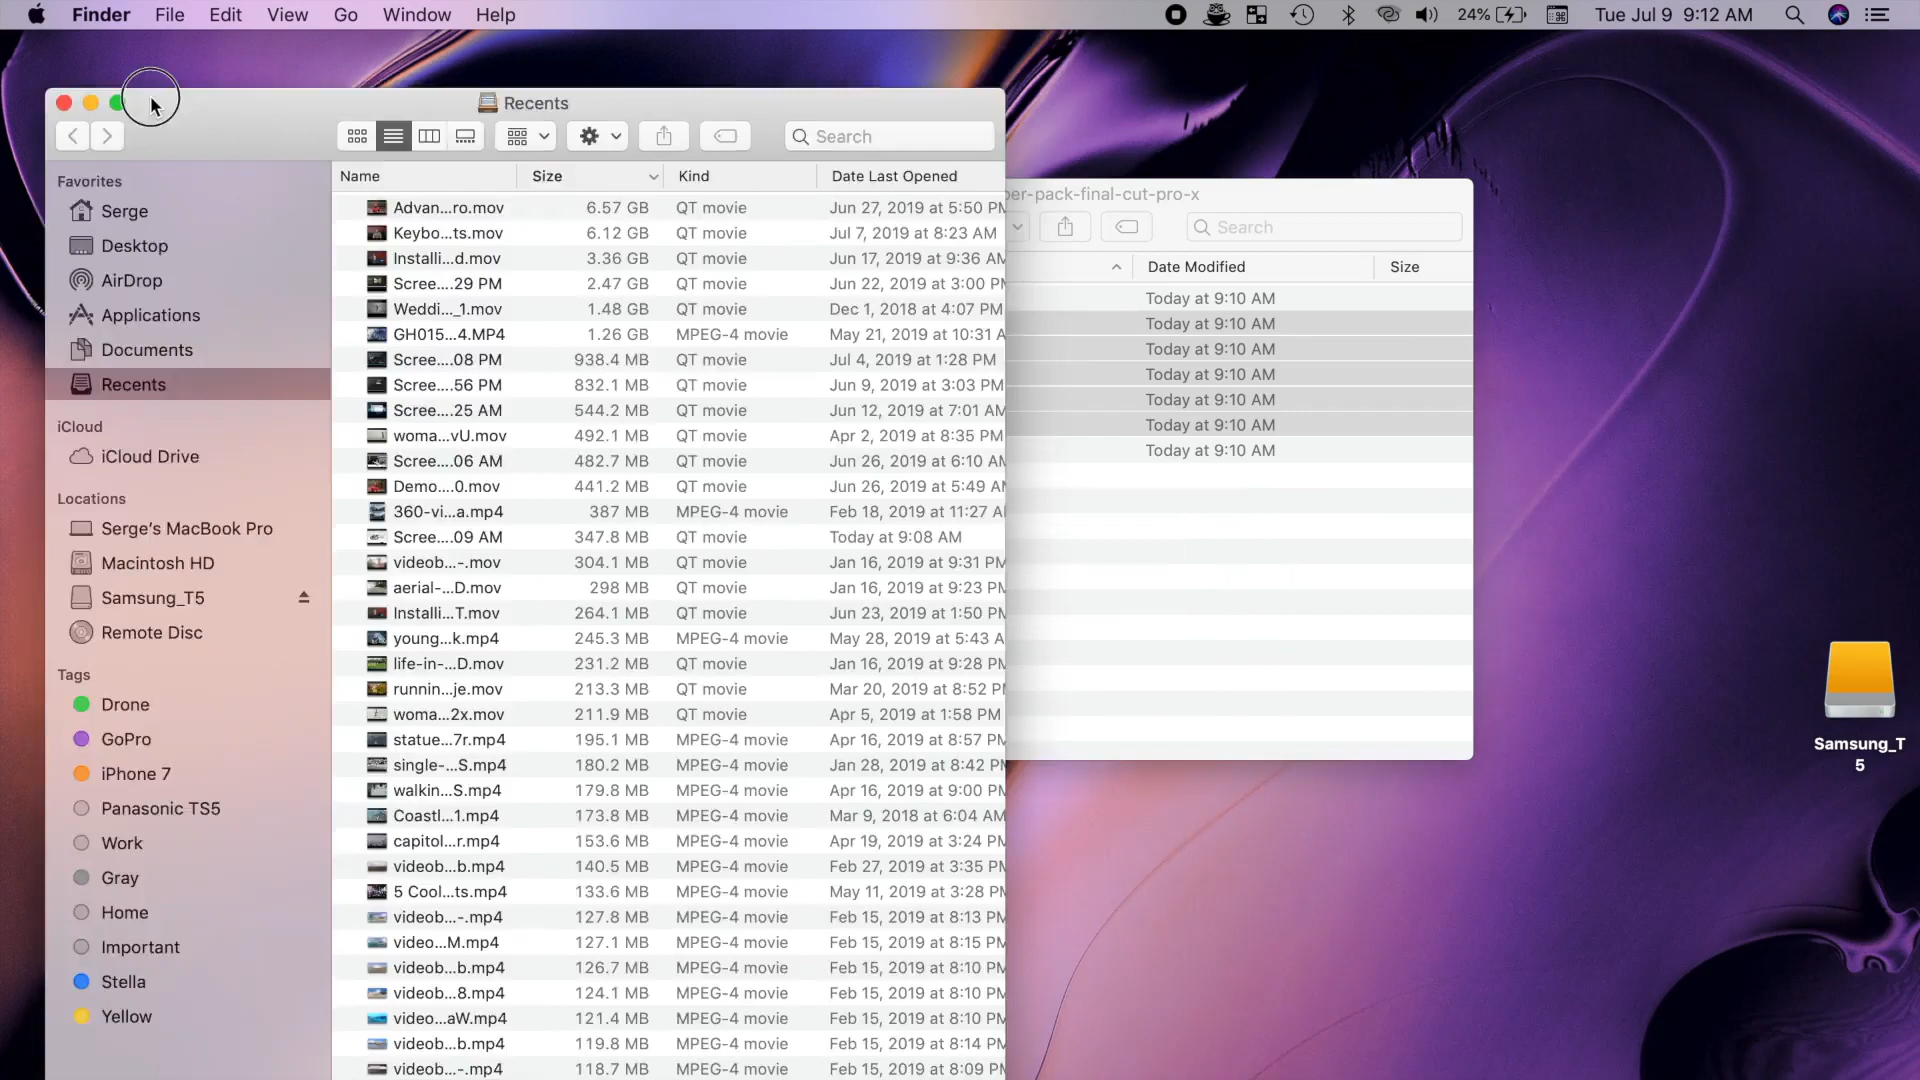 Finder File Edit View Go Window Help 24% Tue Jul 9 9:12 AM
Recents
Search
Favorites
Serge
Desktop
AirDrop
Applications
Documents
Recents
iCloud
iCloud Drive
Locations
Serge's MacBook Pro
Macintosh HD
Samsung_T5
Remote Disc
Tags
Drone
GoPro
iPhone 7
Panasonic TS5
Work
Gray
Home
Important
Stella
Yellow
Name Size Kind Date Last Opened
Advan...ro.mov 6.57 GB QT movie Jun 27, 2019 at 5:50 PM
Keybo...ts.mov 6.12 GB QT movie Jul 7, 2019 at 8:23 AM
Installi...d.mov 3.36 GB QT movie Jun 17, 2019 at 9:36 AM
Scree....29 PM 2.47 GB QT movie Jun 22, 2019 at 3:00 PM
Weddi..._1.mov 1.48 GB QT movie Dec 1, 2018 at 4:07 PM
GH015...4.MP4 1.26 GB MPEG-4 movie May 21, 2019 at 10:31 A
Scree....08 PM 938.4 MB QT movie Jul 4, 2019 at 1:28 PM
Scree....56 PM 832.1 MB QT movie Jun 9, 2019 at 3:03 PM
Scree....25 AM 544.2 MB QT movie Jun 12, 2019 at 7:01 AM
woma...vU.mov 492.1 MB QT movie Apr 2, 2019 at 8:35 PM
Scree....06 AM 482.7 MB QT movie Jun 26, 2019 at 6:10 AM
Demo...0.mov 441.2 MB QT movie Jun 26, 2019 at 5:49 AM
360-vi...a.mp4 387 MB MPEG-4 movie Feb 18, 2019 at 11:27 A
Scree....09 AM 347.8 MB QT movie Today at 9:08 AM
videob...-.mov 304.1 MB QT movie Jan 16, 2019 at 9:31 PM
aerial-...D.mov 298 MB QT movie Jan 16, 2019 at 9:23 PM
Installi...T.mov 264.1 MB QT movie Jun 23, 2019 at 1:50 PM
young...k.mp4 245.3 MB MPEG-4 movie May 28, 2019 at 5:43 A
life-in-...D.mov 231.2 MB QT movie Jan 16, 2019 at 9:28 PM
runnin...je.mov 213.3 MB QT movie Mar 20, 2019 at 8:52 P
woma...2x.mov 211.9 MB QT movie Apr 5, 2019 at 1:58 PM
statue...7r.mp4 195.1 MB MPEG-4 movie Apr 16, 2019 at 8:57 PM
single-...S.mp4 180.2 MB MPEG-4 movie Jan 28, 2019 at 8:42 P
walkin...S.mp4 179.8 MB MPEG-4 movie Apr 16, 2019 at 9:00 PM
Coastl...1.mp4 173.8 MB MPEG-4 movie Mar 9, 2018 at 6:04 AM
capitol...r.mp4 153.6 MB MPEG-4 movie Apr 19, 2019 at 3:24 PM
videob...b.mp4 140.5 MB MPEG-4 movie Feb 27, 2019 at 3:35 PM
5 Cool...ts.mp4 133.6 MB MPEG-4 movie May 11, 2019 at 3:28 PM
videob...-.mp4 127.8 MB MPEG-4 movie Feb 15, 2019 at 8:13 PM
video...M.mp4 127.1 MB MPEG-4 movie Feb 15, 2019 at 8:15 PM
videob...b.mp4 126.7 MB MPEG-4 movie Feb 15, 2019 at 8:10 PM
videob...8.mp4 124.1 MB MPEG-4 movie Feb 15, 2019 at 8:10 PM
video...aW.mp4 121.4 MB MPEG-4 movie Feb 15, 2019 at 8:10 PM
videob...b.mp4 119.8 MB MPEG-4 movie Feb 15, 2019 at 8:14 PM
videob...-.mp4 118.7 MB MPEG-4 movie Feb 15, 2019 at 8:09 PM
per-pack-final-cut-pro-x
Search
Date Modified Size
Today at 9:10 AM
Today at 9:10 AM
Today at 9:10 AM
Today at 9:10 AM
Today at 9:10 AM
Today at 9:10 AM
Today at 9:10 AM
Samsung_T
5